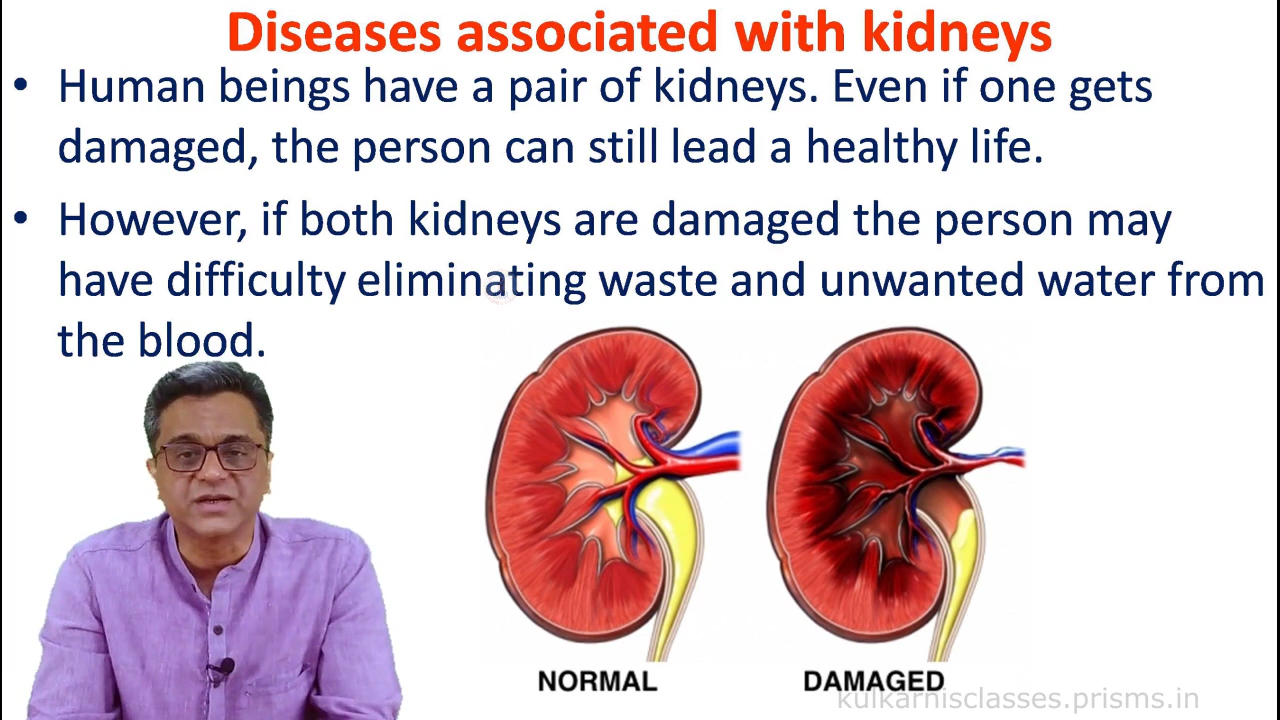 Diseases associated with kidneys
• Human beings have a pair of kidneys. Even if one gets
damaged, the person can still lead a healthy life.
• However, if both kidneys are damaged the person may
have difficulty eliminating waste and unwanted water from
the blood.
NORMAL
DAMAGED
kulkarnisclasses.prisms.in